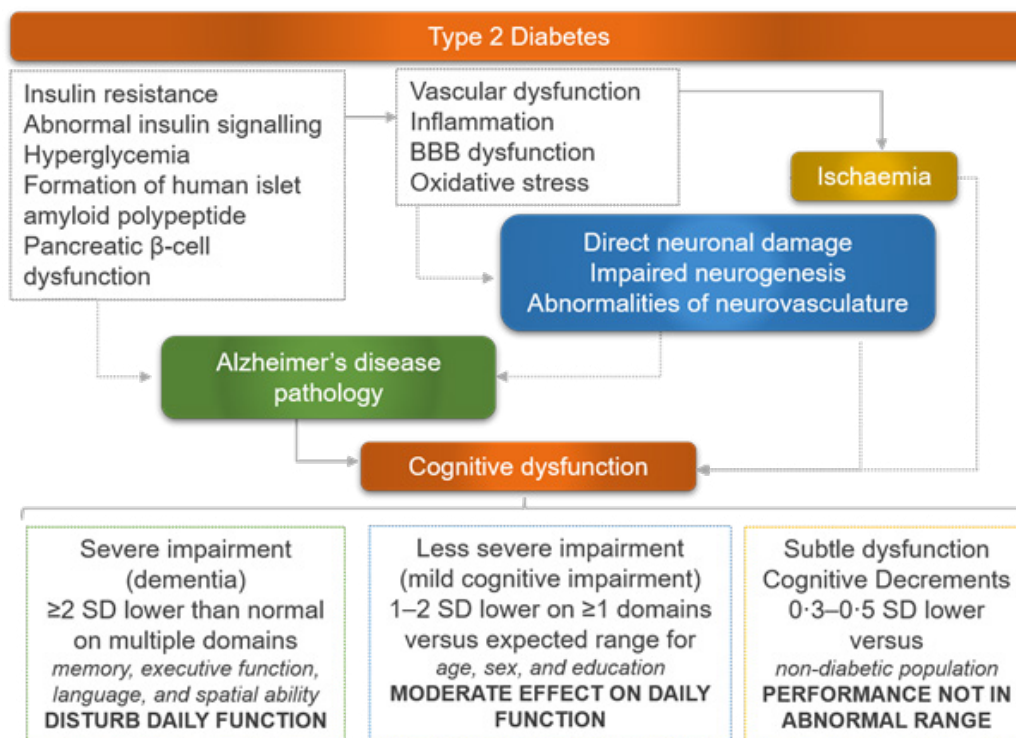 Type 2 Diabetes
Insulin resistance
Abnormal insulin signalling
Hyperglycemia
Formation of human islet
amyloid polypeptide
Pancreatic β-cell
dysfunction
Vascular dysfunction
Inflammation
BBB dysfunction
Oxidative stress
Ischaemia
Direct neuronal damage
Impaired neurogenesis
Abnormalities of neurovasculature
Alzheimer’s disease
pathology
Cognitive dysfunction
Severe impairment
(dementia)
≥2 SD lower than normal
on multiple domains
memory, executive function,
language, and spatial ability
DISTURB DAILY FUNCTION
Less severe impairment
(mild cognitive impairment)
1–2 SD lower on ≥1 domains
versus expected range for
age, sex, and education
MODERATE EFFECT ON DAILY
FUNCTION
Subtle dysfunction
Cognitive Decrements
0·3–0·5 SD lower
versus
non-diabetic population
PERFORMANCE NOT IN
ABNORMAL RANGE